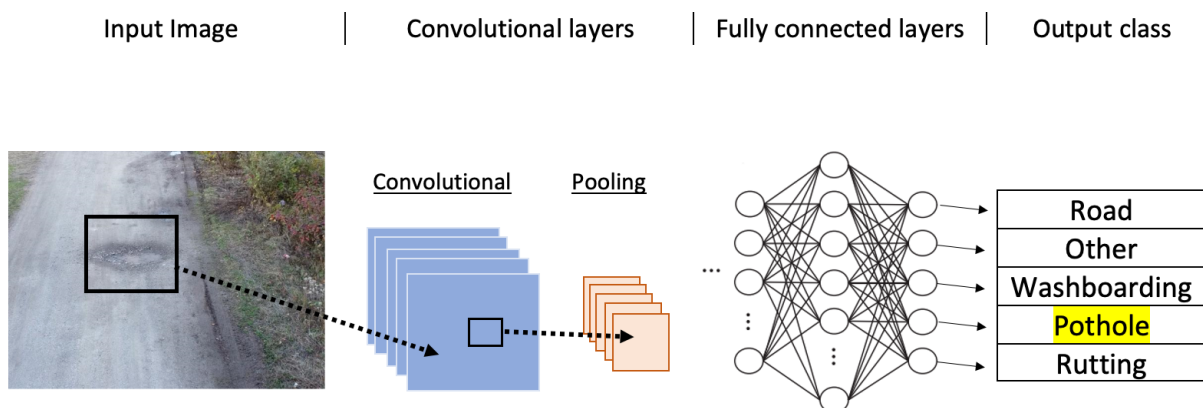 Input Image | Convolutional layers | Fully connected layers | Output class
Convolutional
Pooling
...
Road
Other
Washboarding
Pothole
Rutting